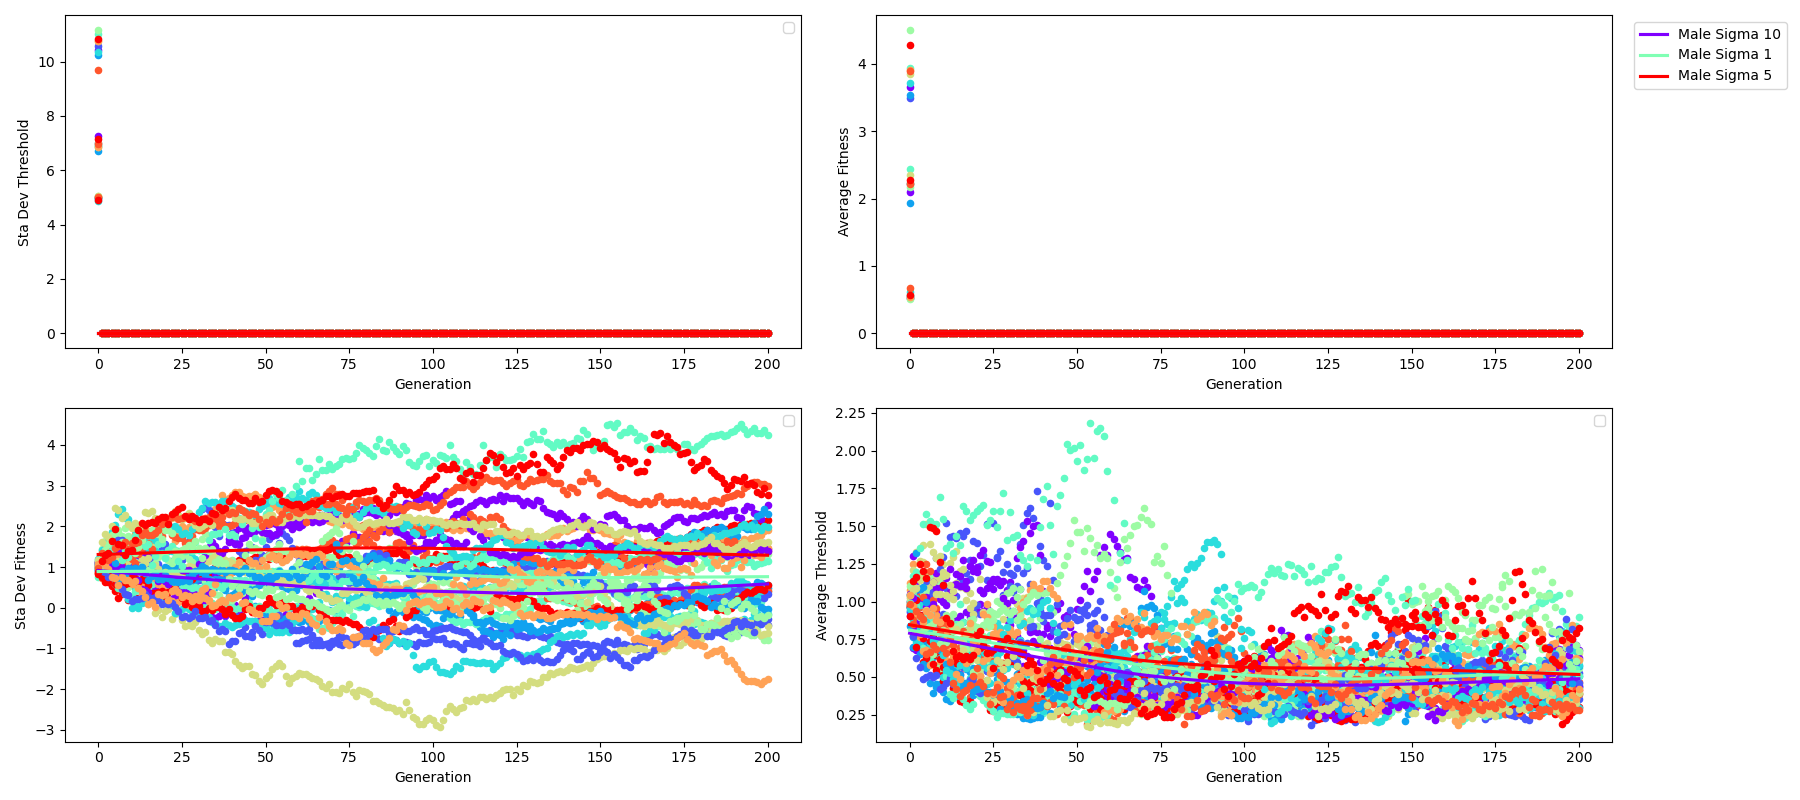 Sta Dev Threshold
10
8
6
4
2
0
0 25 50 75 100 125 150 175 200
Generation
Average Fitness
4
3
2
1
0
0 25 50 75 100 125 150 175 200
Generation
Male Sigma 10
Male Sigma 1
Male Sigma 5
Sta Dev Fitness
4
3
2
1
0
−1
−2
−3
0 25 50 75 100 125 150 175 200
Generation
Average Threshold
2.25
2.00
1.75
1.50
1.25
1.00
0.75
0.50
0.25
0 25 50 75 100 125 150 175 200
Generation